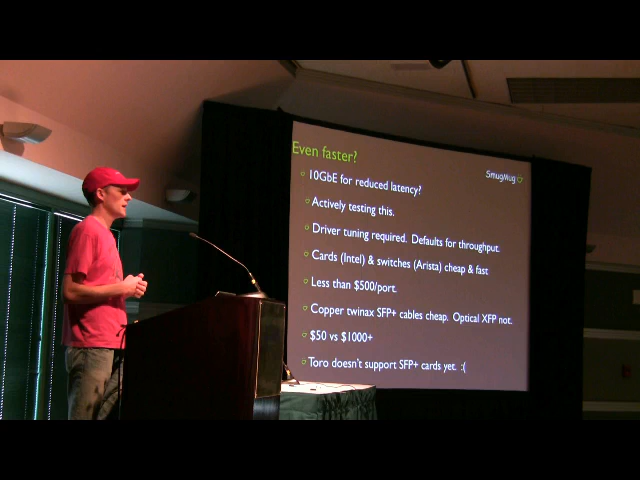 Even faster?
SmugMug
10GbE for reduced latency?
Actively testing this.
Driver tuning required. Defaults for throughput.
Cards (Intel) & switches (Arista) cheap & fast
Less than $500/port.
Copper twinax SFP+ cables cheap. Optical XFP not.
$50 vs $1000+
Toro doesn't support SFP+ cards yet. :(